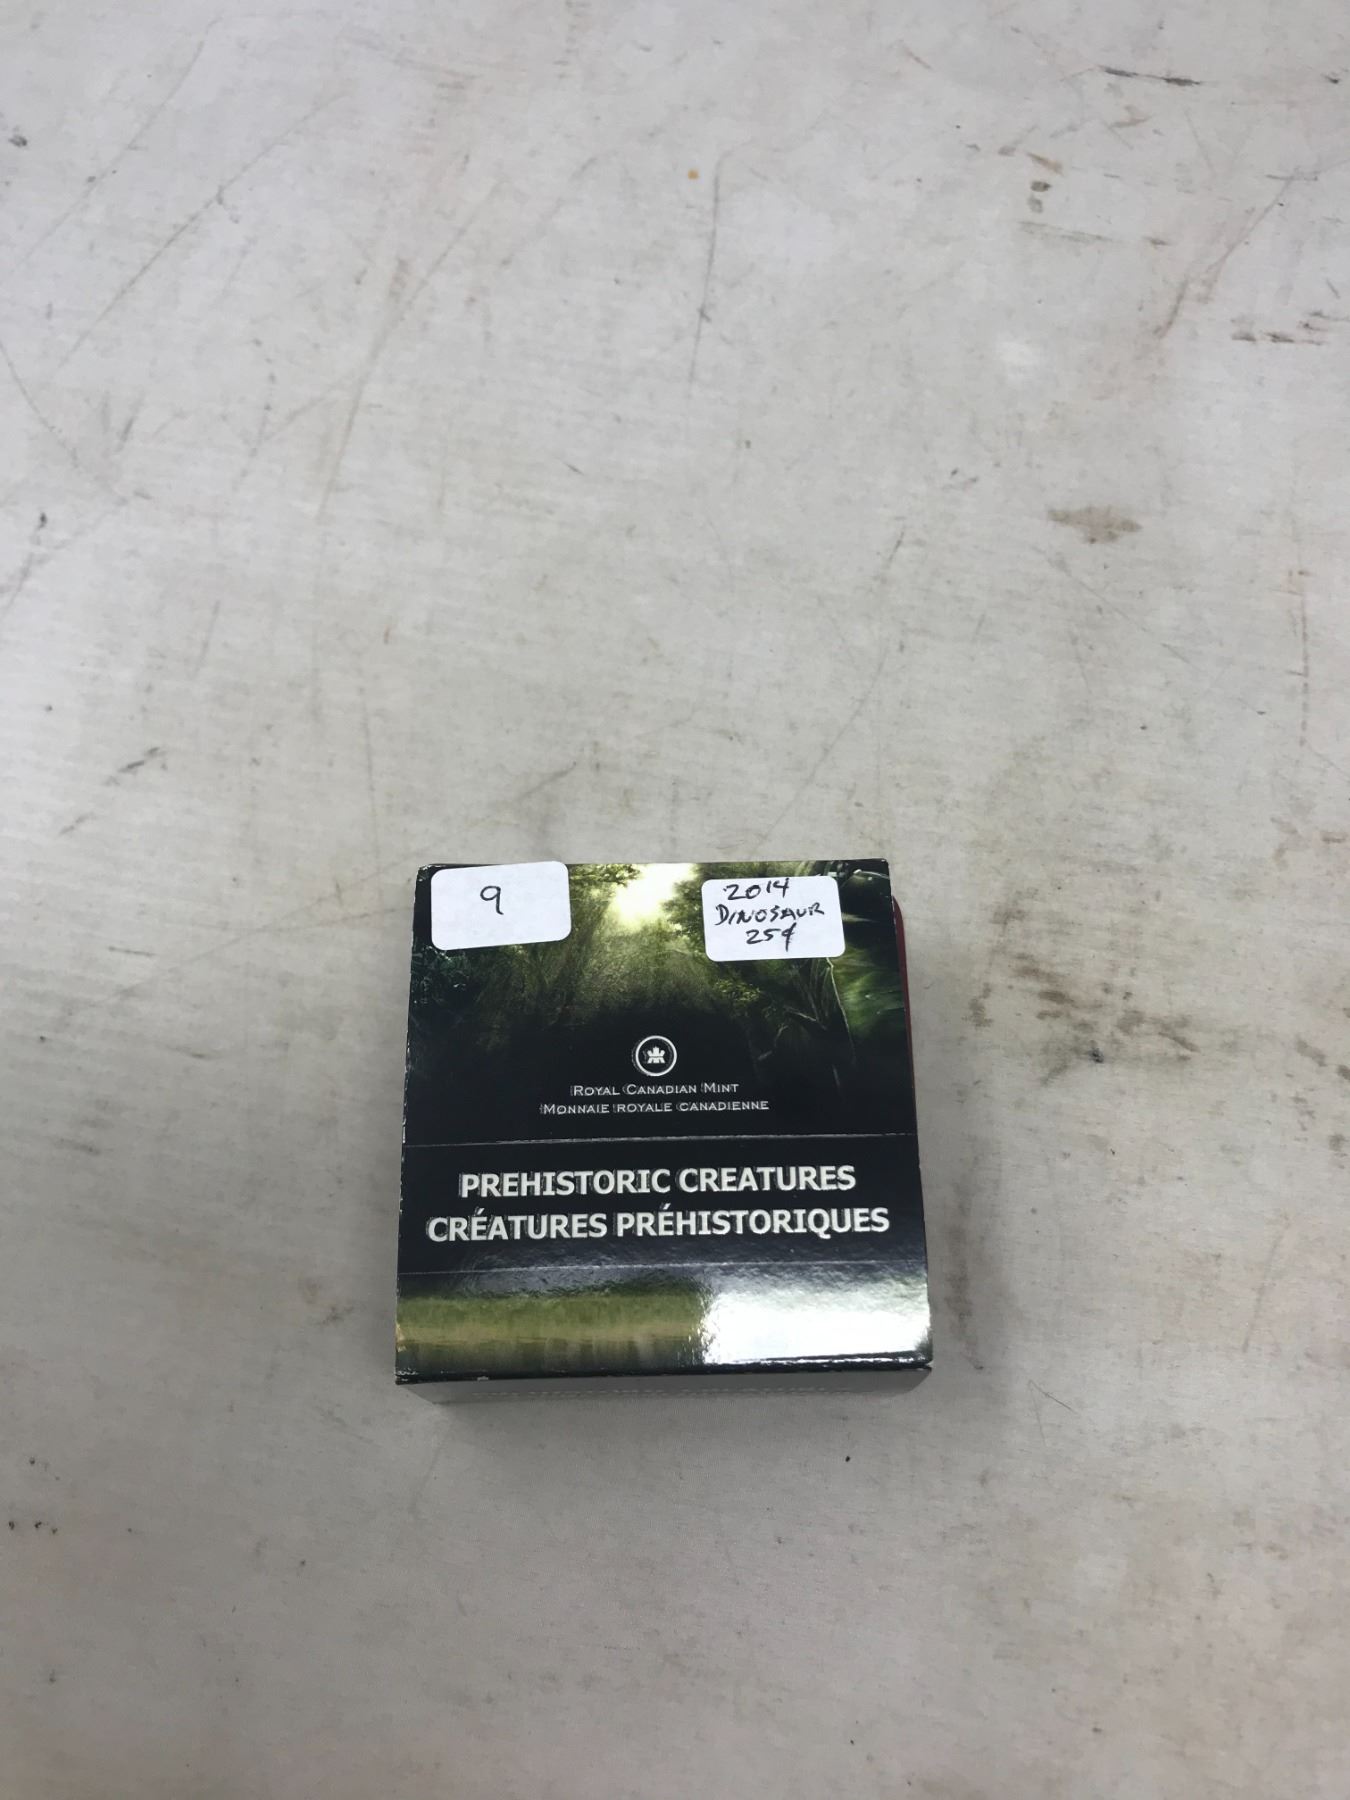 9
2014
DINOSAUR
25¢
ROYAL CANADIAN MINT
MONNAIE ROYALE CANADIENNE
PREHISTORIC CREATURES
CRÉATURES PRÉHISTORIQUES